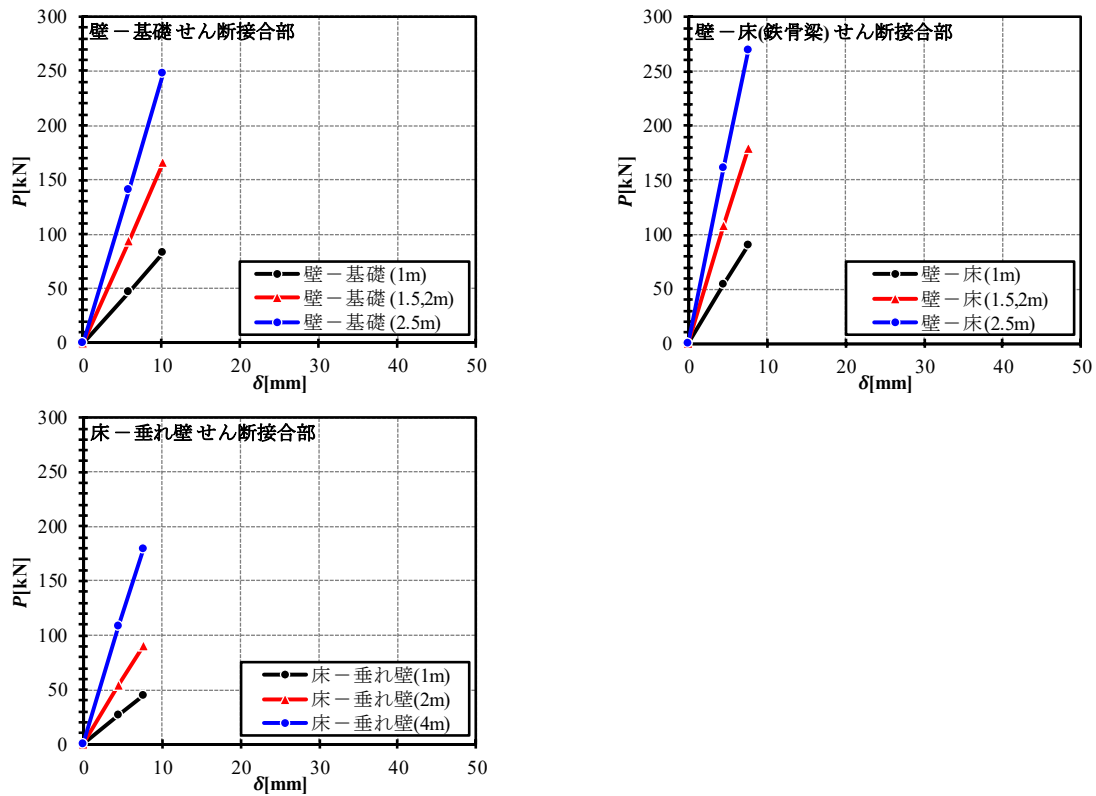 壁－基礎 せん断接合部
300
250
200
150
100
50
0
P[kN]
壁－基礎(1m)
壁－基礎(1.5,2m)
壁－基礎(2.5m)
0 10 20 30 40 50
δ[mm]
壁－床(鉄骨梁) せん断接合部
300
250
200
150
100
50
0
P[kN]
壁－床(1m)
壁－床(1.5,2m)
壁－床(2.5m)
0 10 20 30 40 50
δ[mm]
床－垂れ壁 せん断接合部
300
250
200
150
100
50
0
P[kN]
床－垂れ壁(1m)
床－垂れ壁(2m)
床－垂れ壁(4m)
0 10 20 30 40 50
δ[mm]